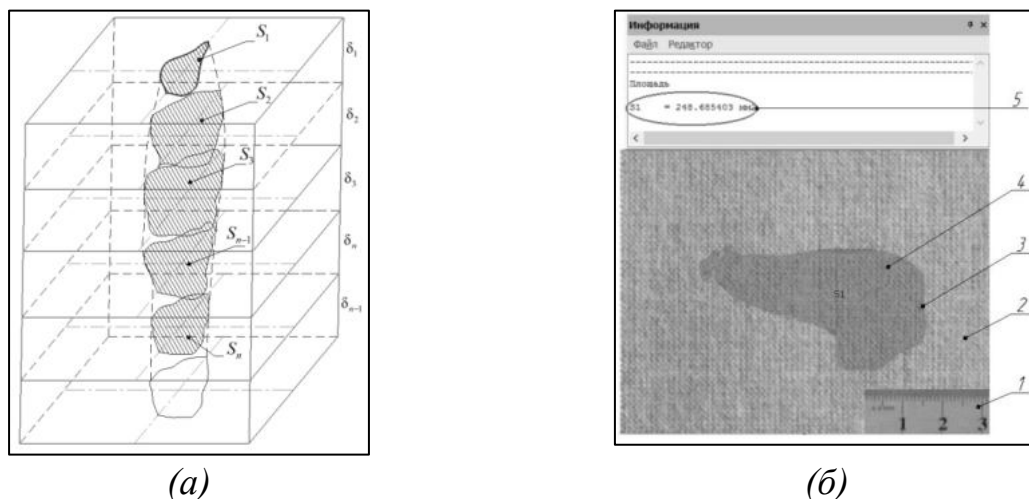 S1
δ1
S2
δ2
S3
δ3
Sn−1
δn
Sn
δn−1
(а)
Информация
Файл Редактор
Площадь
S1 = 248.685403
5
4
3
2
1
S1
1 2 3
(б)